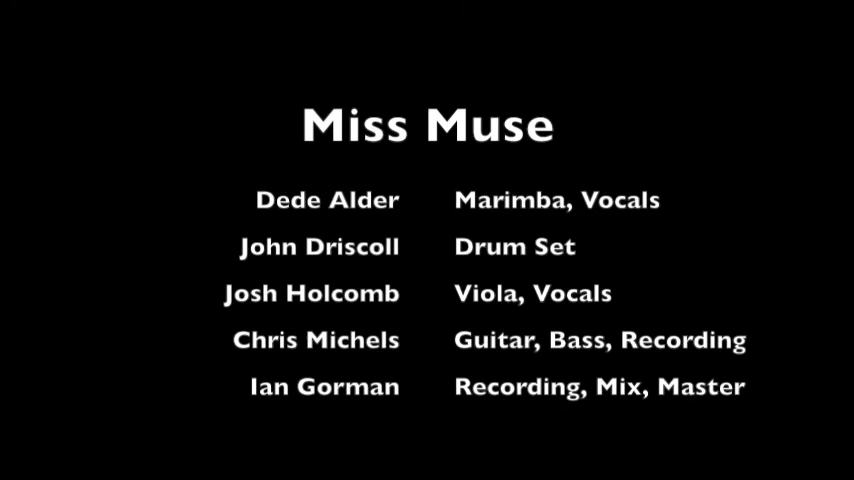 Miss Muse
Dede Alder Marimba, Vocals
John Driscoll Drum Set
Josh Holcomb Viola, Vocals
Chris Michels Guitar, Bass, Recording
Ian Gorman Recording, Mix, Master